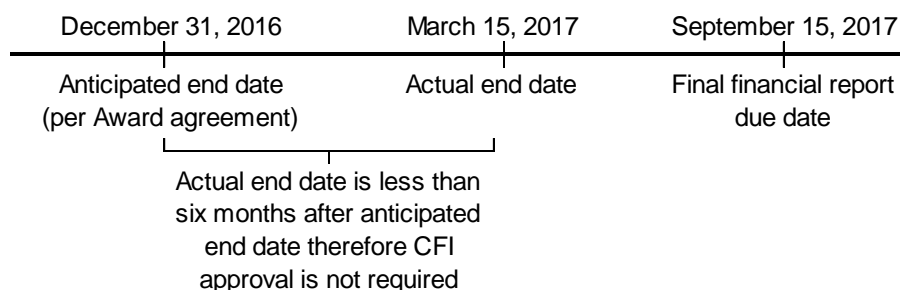 December 31, 2016 March 15, 2017 September 15, 2017
Anticipated end date Actual end date Final financial report
(per Award agreement) due date
Actual end date is less than
six months after anticipated
end date therefore CFI
approval is not required